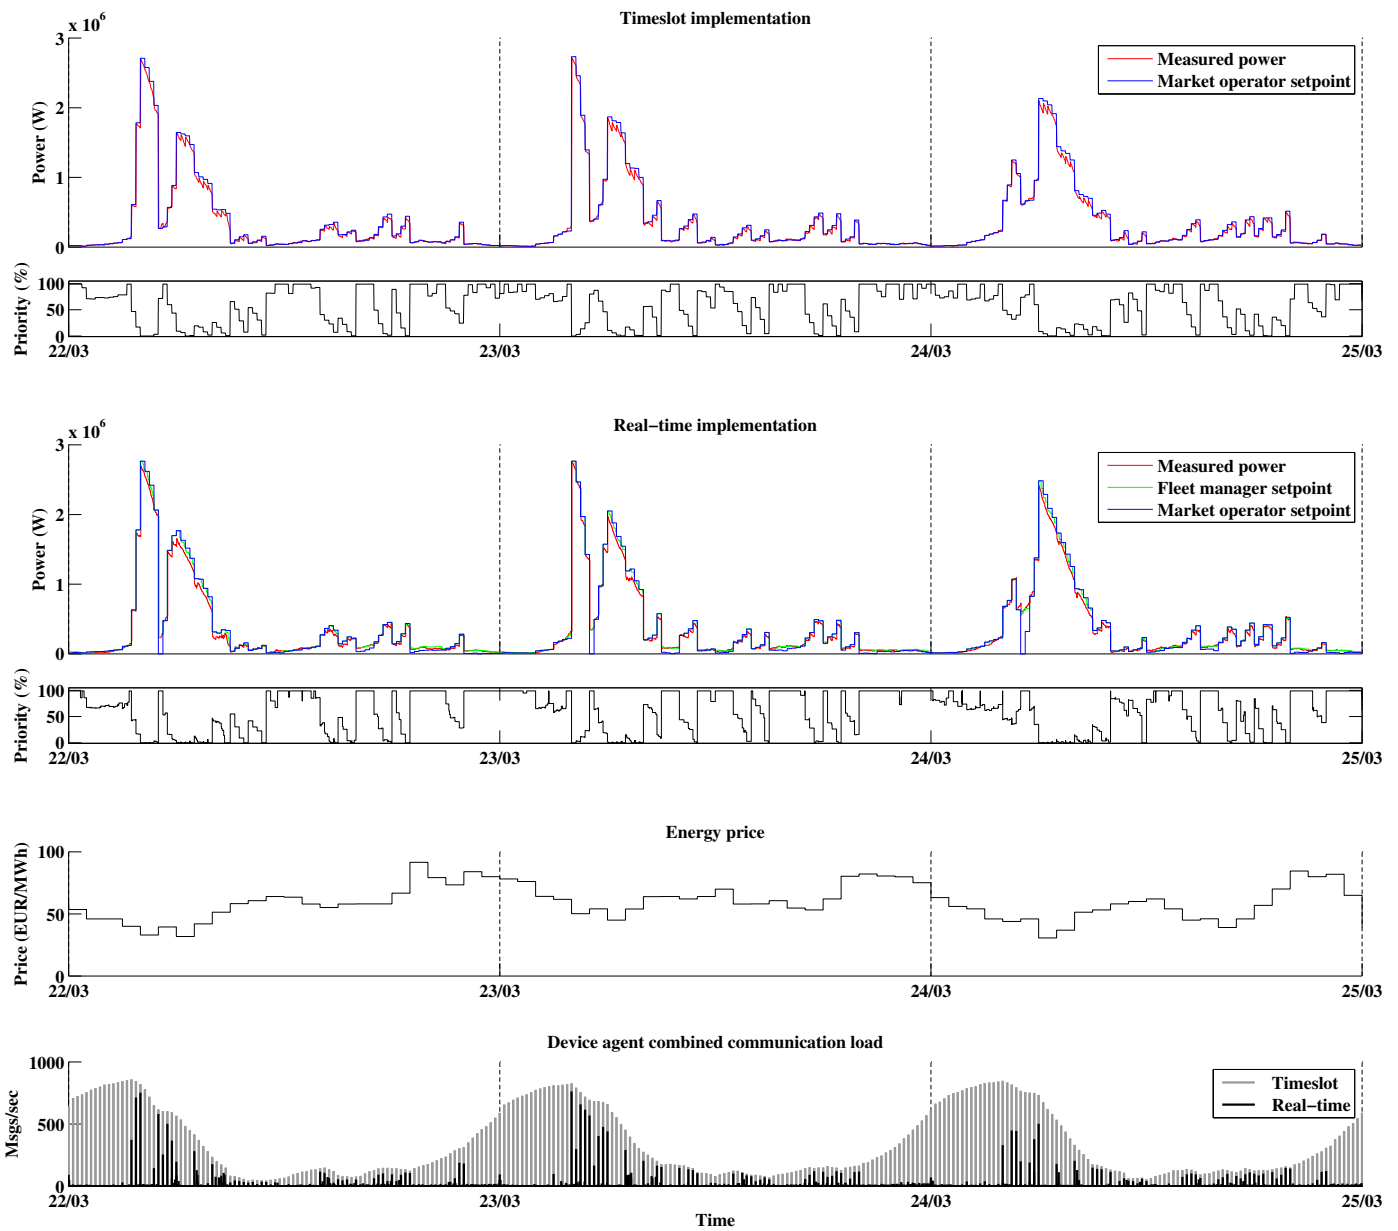 Timeslot implementation
x 10^6
3
2
1
0
Power (W)
Measured power
Market operator setpoint
100
50
0
Priority (%)
22/03 23/03 24/03 25/03
Real−time implementation
x 10^6
3
2
1
0
Power (W)
Measured power
Fleet manager setpoint
Market operator setpoint
100
50
0
Priority (%)
22/03 23/03 24/03 25/03
Energy price
100
50
0
Price (EUR/MWh)
22/03 23/03 24/03 25/03
Device agent combined communication load
1000
500
0
Msgs/sec
Timeslot
Real−time
22/03 23/03 24/03 25/03
Time